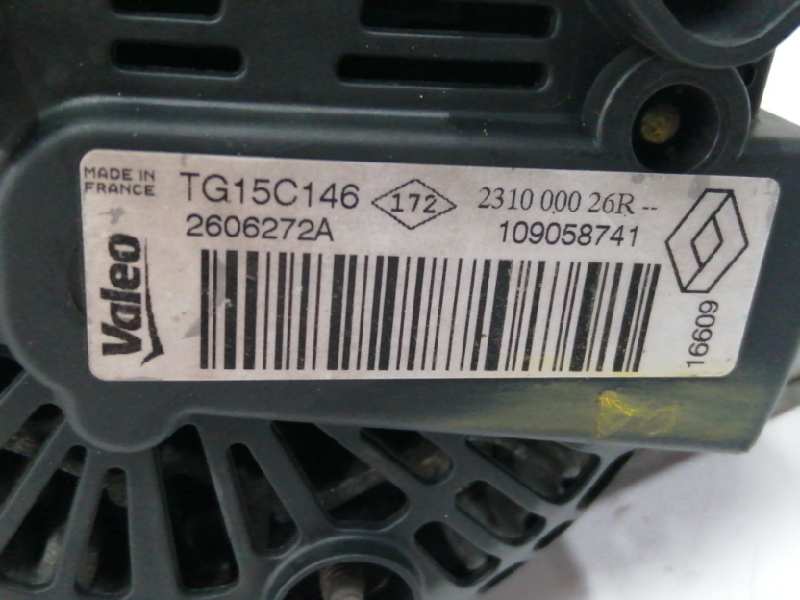 MADE IN
FRANCE
TG15C146
172
2310 000 26R --
2606272A
109058741
Valeo
16609